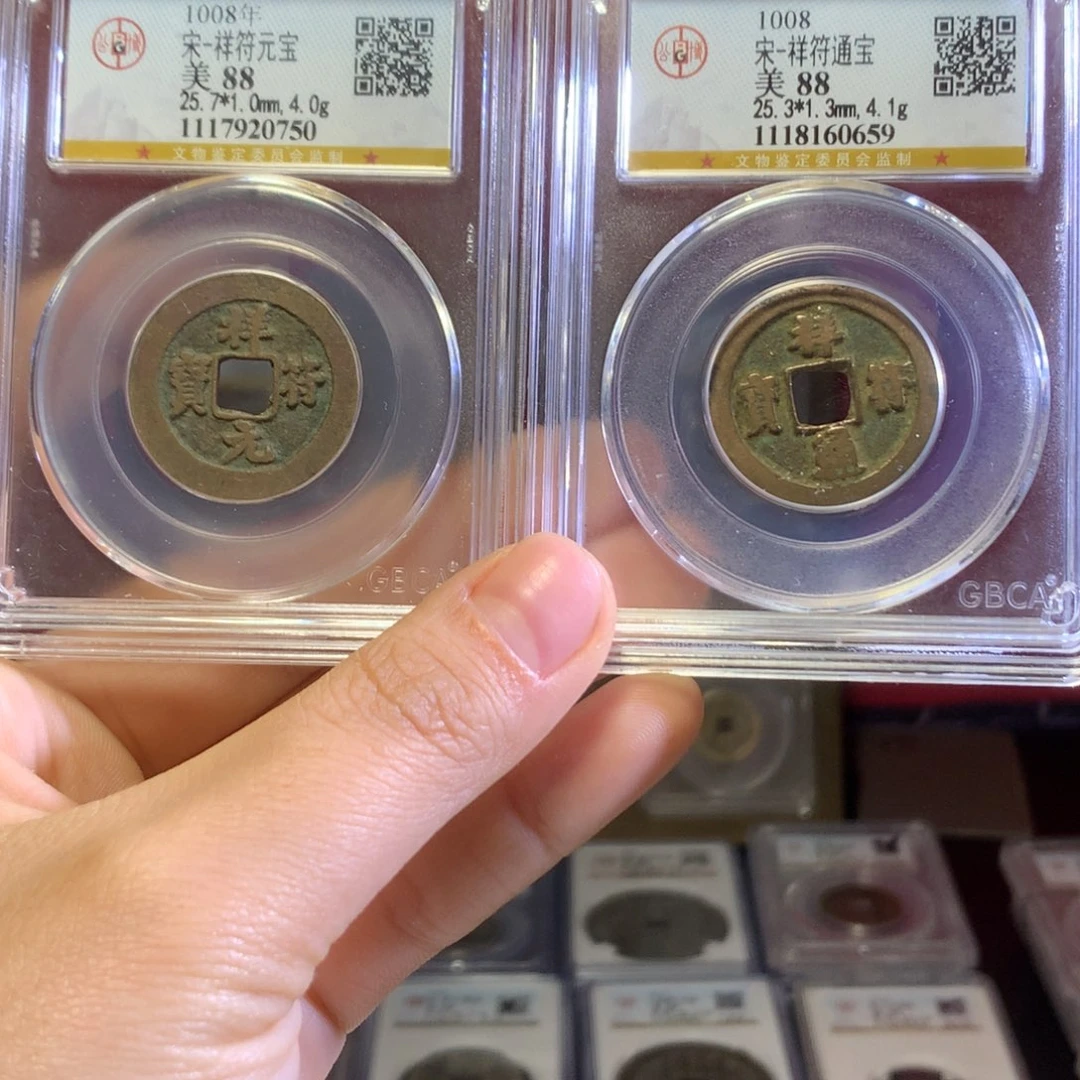 1008年
宋-祥符元宝
美 88
25.7*1.0mm,4.0g
1117920750
★ 文物鉴定委员会监制 ★
祥
寶 符
元
GBCA
1008
宋-祥符通宝
美 88
25.3*1.3mm,4.1g
1118160659
★ 文物鉴定委员会监制 ★
祥
寶 符
通
GBCA